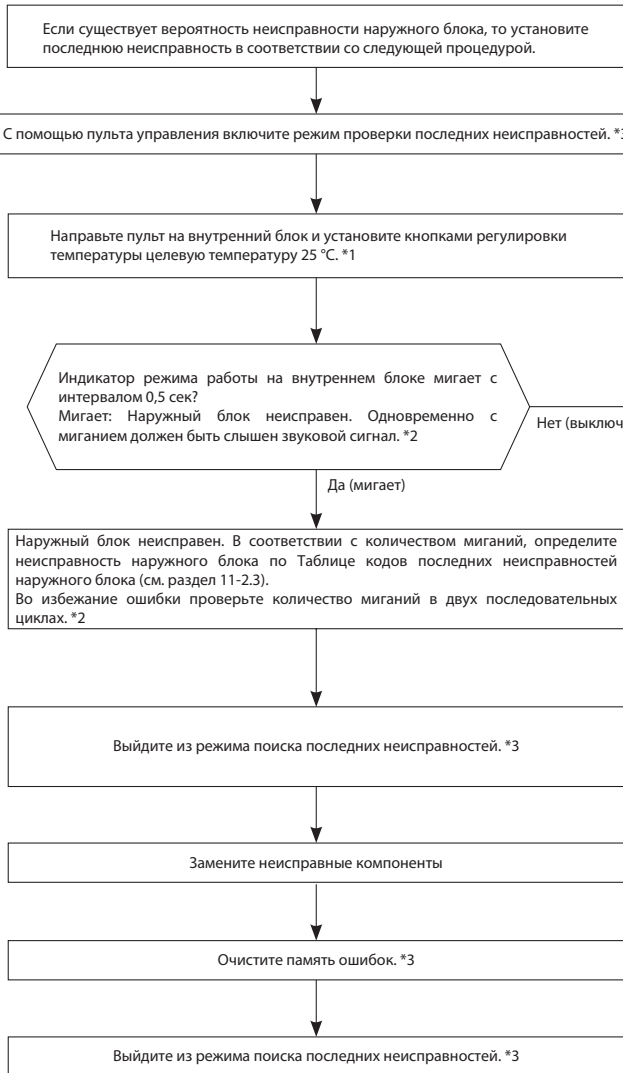 Если существует вероятность неисправности наружного блока, то установите
последнюю неисправность в соответствии со следующей процедурой.
С помощью пульта управления включите режим проверки последних неисправностей. *3
Направьте пульт на внутренний блок и установите кнопками регулировки
температуры целевую температуру 25 °C. *1
Индикатор режима работы на внутреннем блоке мигает с
интервалом 0,5 сек?
Мигает: Наружный блок неисправен. Одновременно с
миганием должен быть слышен звуковой сигнал. *2
Нет (выключ
Да (мигает)
Наружный блок неисправен. В соответствии с количеством миганий, определите
неисправность наружного блока по Таблице кодов последних неисправностей
наружного блока (см. раздел 11-2.3).
Во избежание ошибки проверьте количество миганий в двух последовательных
циклах. *2
Выйдите из режима поиска последних неисправностей. *3
Замените неисправные компоненты
Очистите память ошибок. *3
Выйдите из режима поиска последних неисправностей. *3